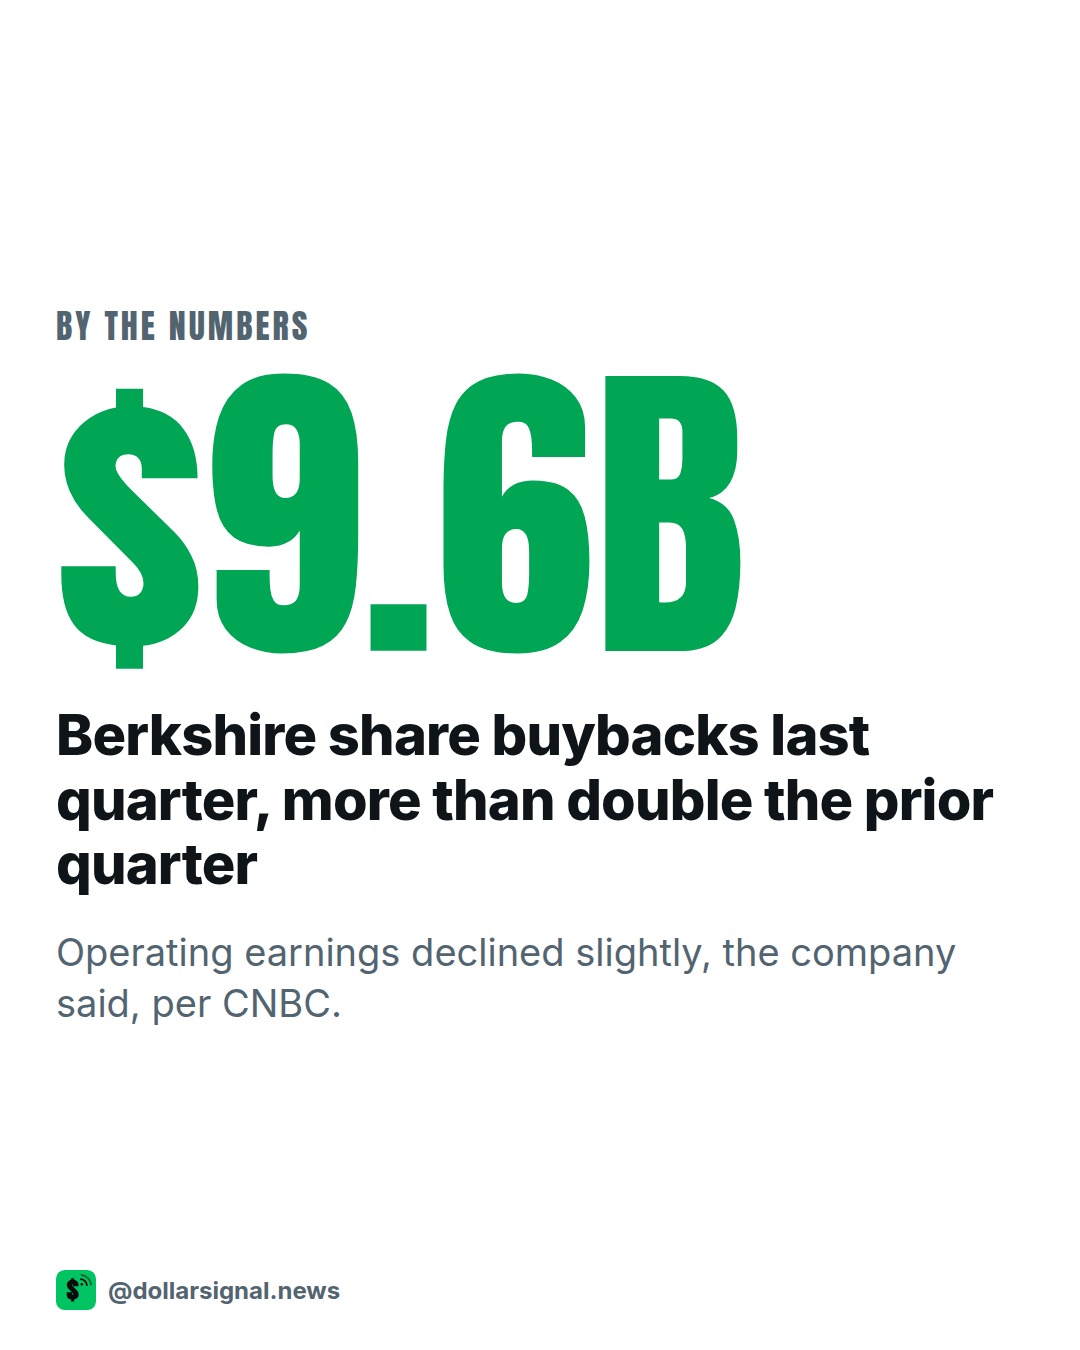 BY THE NUMBERS
$9.6B
Berkshire share buybacks last
quarter, more than double the prior
quarter
Operating earnings declined slightly, the company
said, per CNBC.
$ @dollarsignal.news